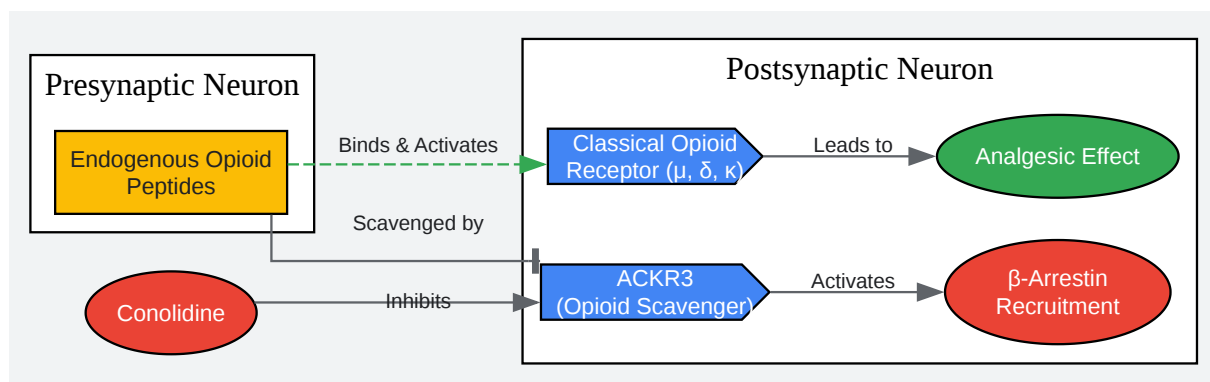 Presynaptic Neuron
Endogenous Opioid
Peptides
Binds & Activates
Scavenged by
Conolidine
Inhibits
Postsynaptic Neuron
Classical Opioid
Receptor (μ, δ, κ)
Leads to
Analgesic Effect
ACKR3
(Opioid Scavenger)
Activates
β-Arrestin
Recruitment